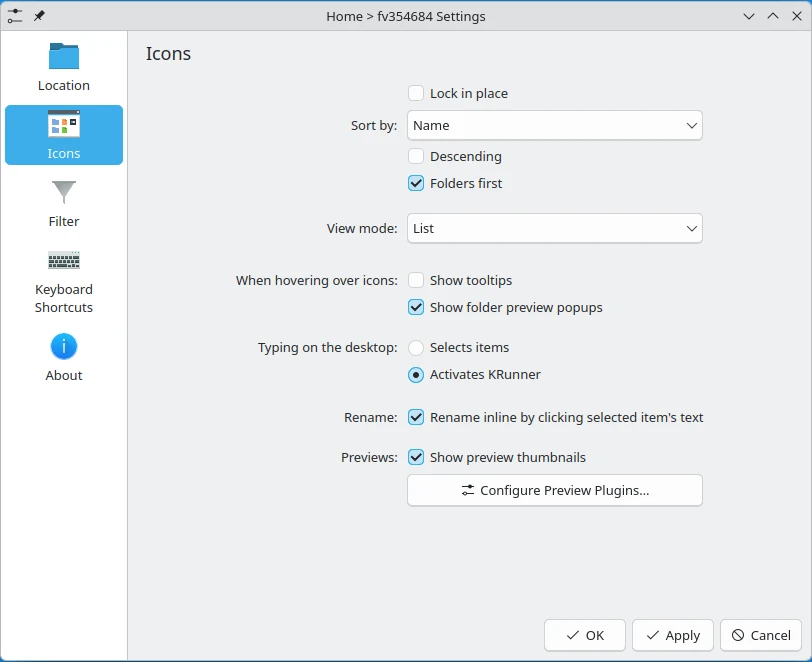 Home > fv354684 Settings
Location
Icons
Filter
Keyboard
Shortcuts
About
Icons
Lock in place
Sort by: Name
Descending
Folders first
View mode: List
When hovering over icons: Show tooltips
Show folder preview popups
Typing on the desktop: Selects items
Activates KRunner
Rename: Rename inline by clicking selected item's text
Previews: Show preview thumbnails
Configure Preview Plugins...
OK Apply Cancel